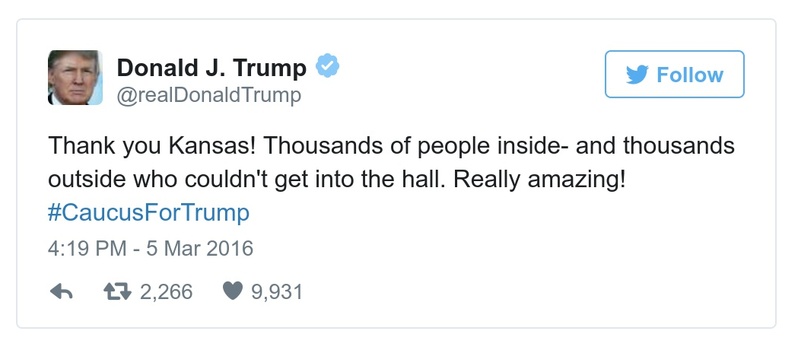 Donald J. Trump
@realDonaldTrump
Follow
Thank you Kansas! Thousands of people inside- and thousands
outside who couldn't get into the hall. Really amazing!
#CaucusForTrump
4:19 PM - 5 Mar 2016
2,266 9,931